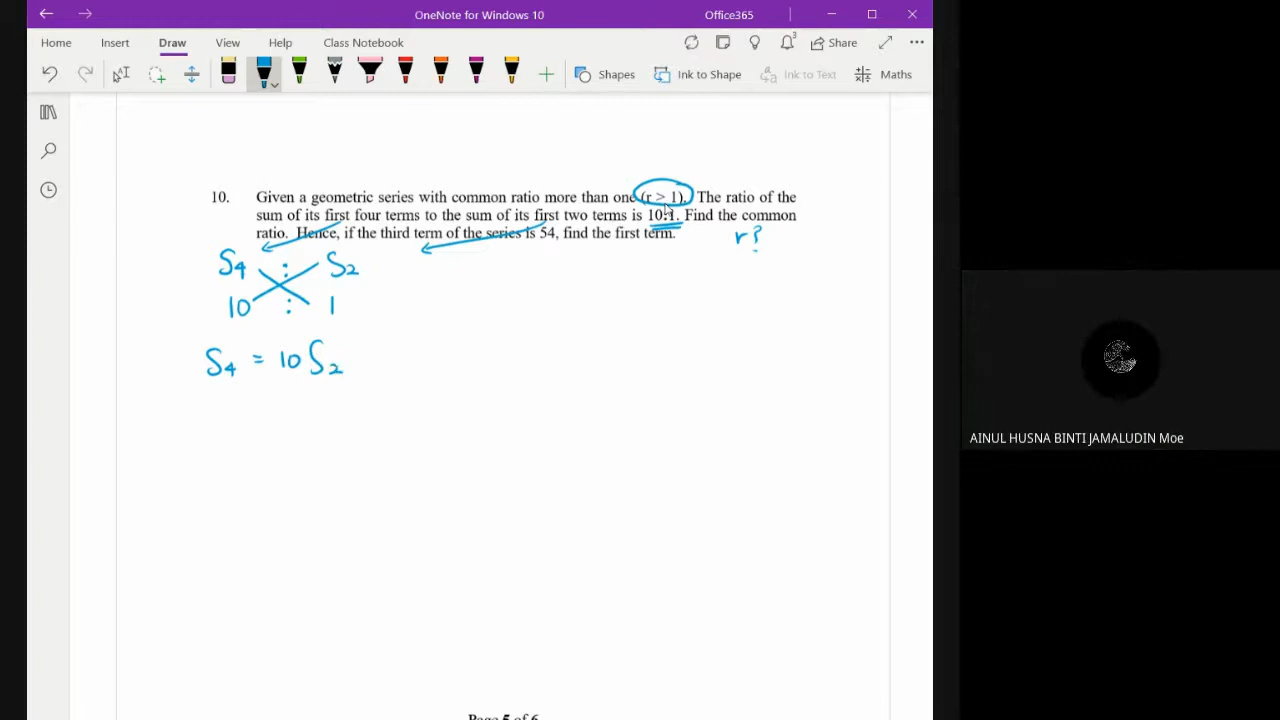 OneNote for Windows 10
Office365
Home Insert Draw View Help Class Notebook
Share
Shapes Ink to Shape Ink to Text Maths
10. Given a geometric series with common ratio more than one (r > 1). The ratio of the
sum of its first four terms to the sum of its first two terms is 10:1. Find the common
ratio. Hence, if the third term of the series is 54, find the first term.
r?
S4 : S2
10 : 1
S4 = 10 S2
AINUL HUSNA BINTI JAMALUDIN Moe
Page 5 of 6